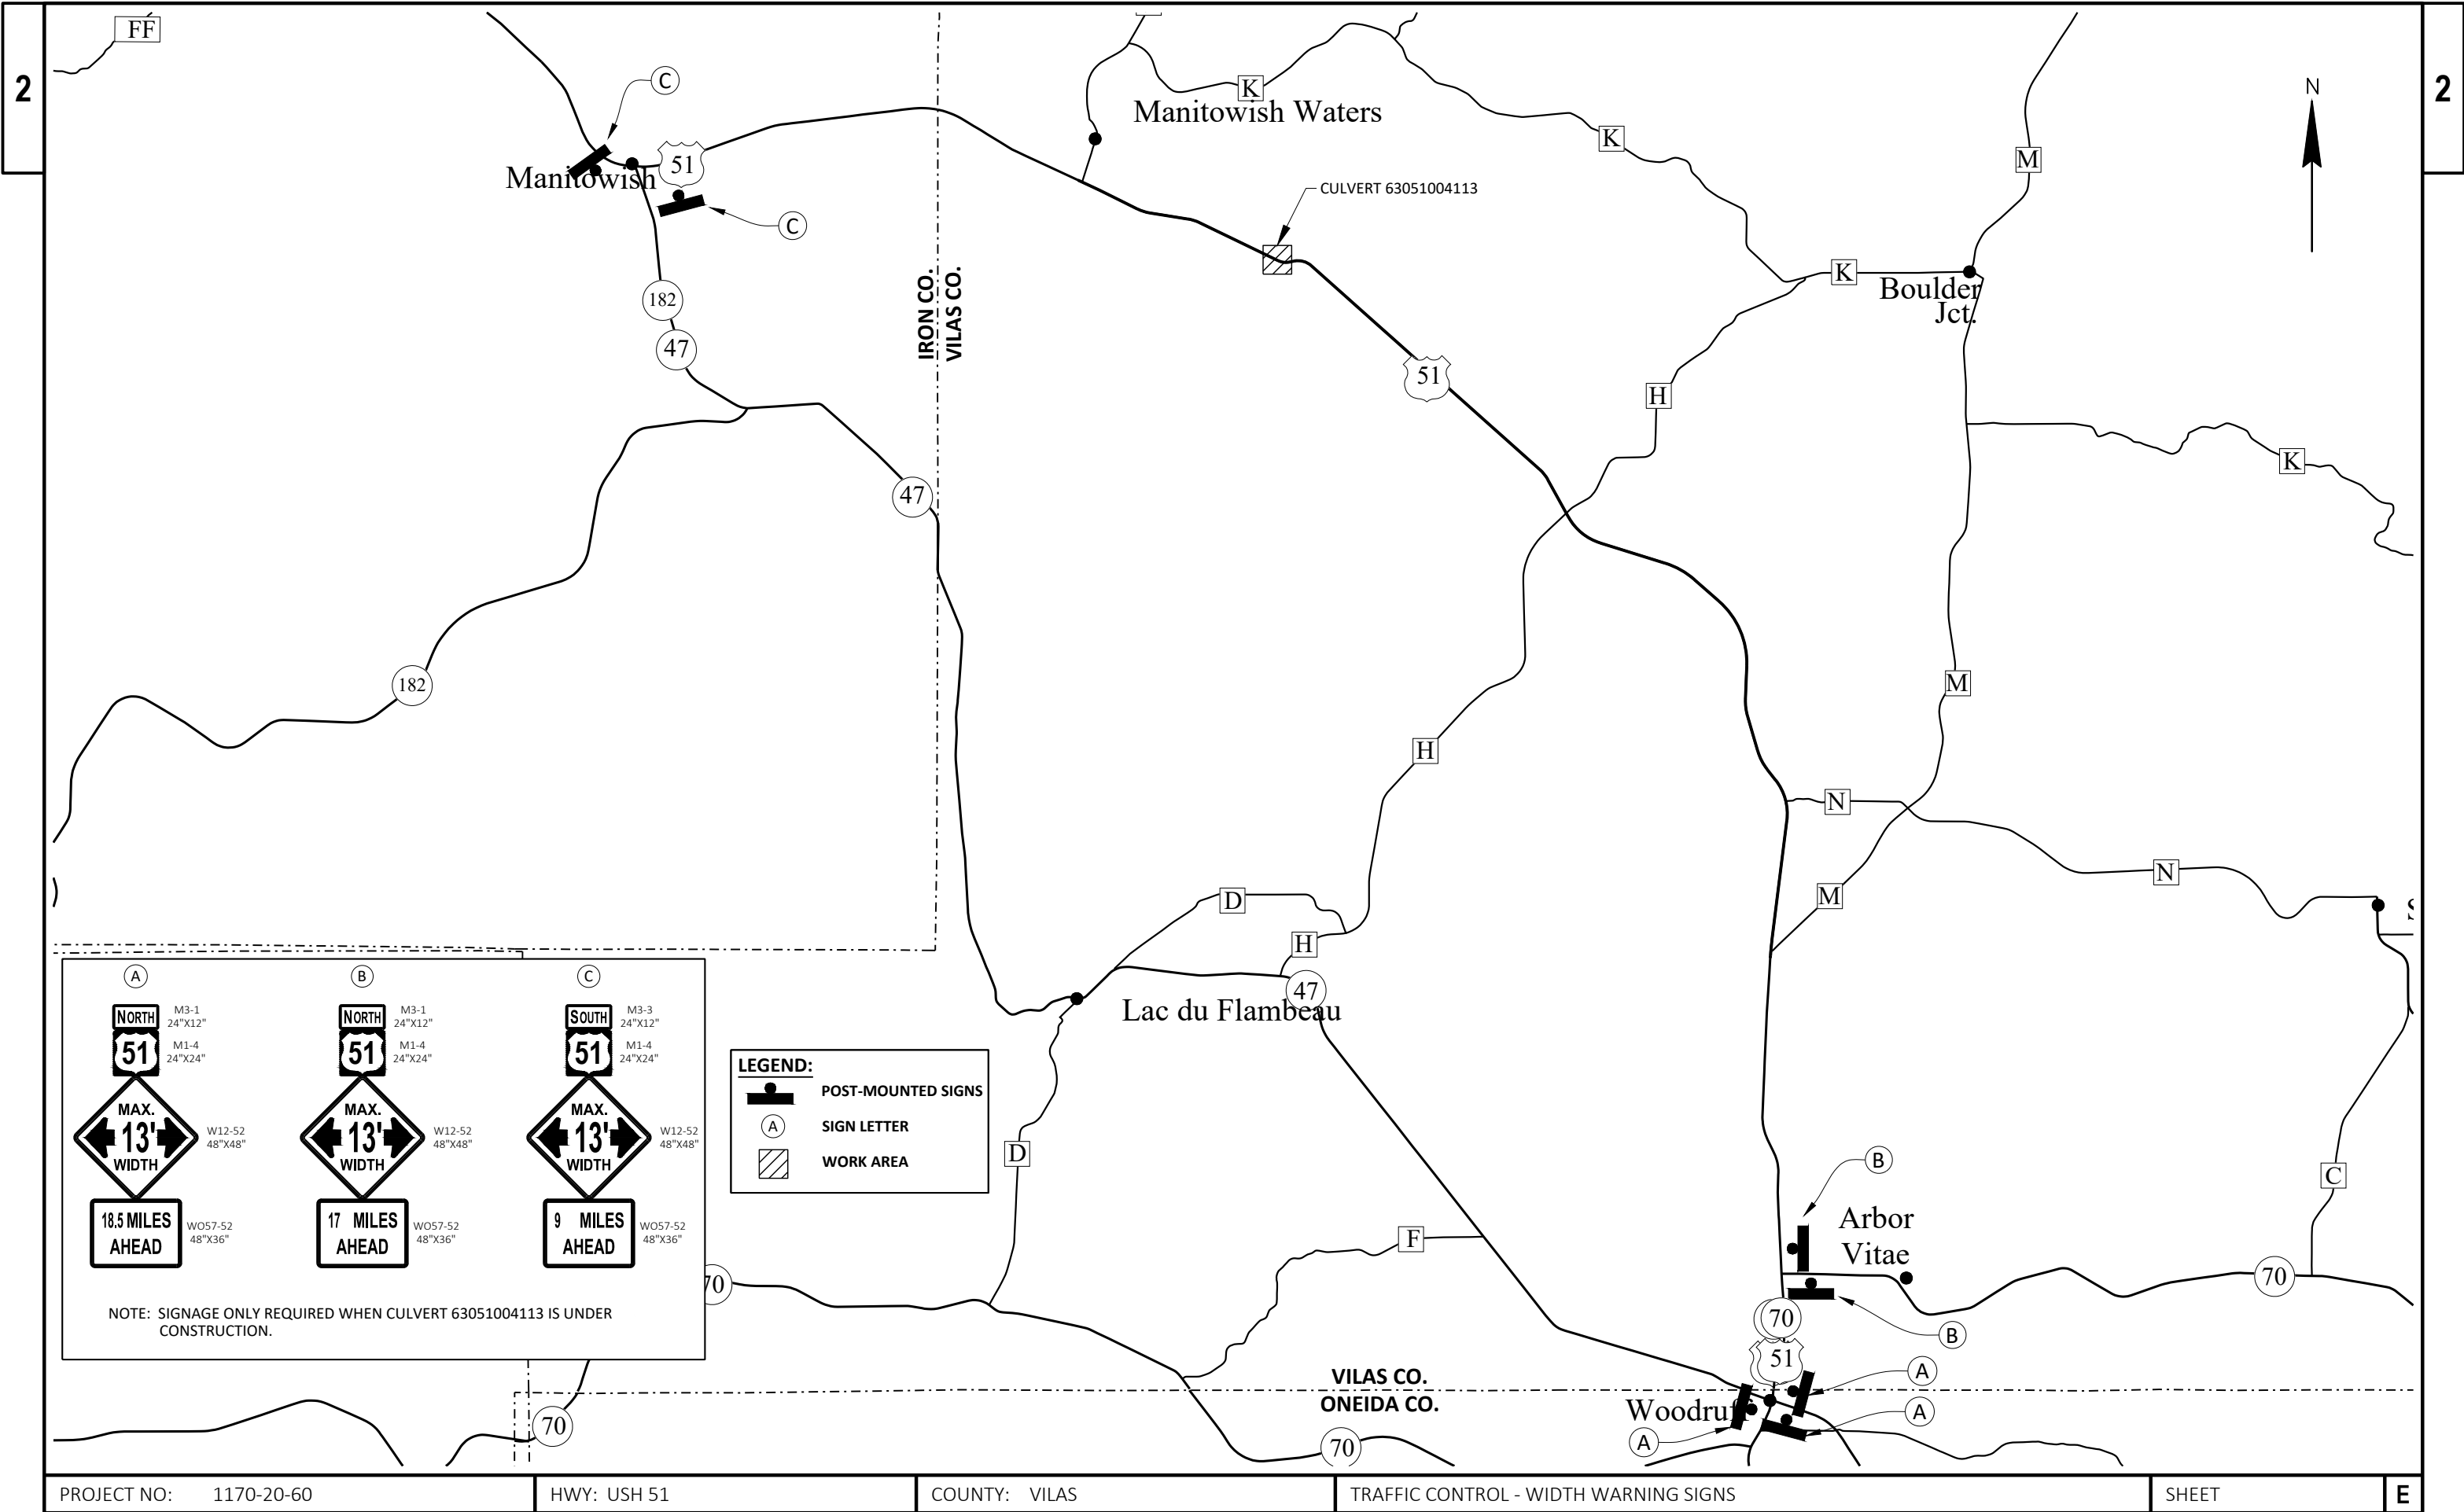 2
2
FF
C
K
Manitowish Waters
N
K
M
51
Manitowish
CULVERT 63051004113
C
IRON CO.
VILAS CO.
182
47
K
Boulder
Jct.
51
H
K
47
182
M
H
N
N
D
M
H
47
Lac du Flambeau
A
B
C
NORTH
M3-1
24"X12"
51
M1-4
24"X24"
MAX.
13'
WIDTH
W12-52
48"X48"
18.5 MILES
AHEAD
WO57-52
48"X36"
NORTH
M3-1
24"X12"
51
M1-4
24"X24"
MAX.
13'
WIDTH
W12-52
48"X48"
17 MILES
AHEAD
WO57-52
48"X36"
SOUTH
M3-3
24"X12"
51
M1-4
24"X24"
MAX.
13'
WIDTH
W12-52
48"X48"
9 MILES
AHEAD
WO57-52
48"X36"
NOTE: SIGNAGE ONLY REQUIRED WHEN CULVERT 63051004113 IS UNDER
CONSTRUCTION.
LEGEND:
POST-MOUNTED SIGNS
A
SIGN LETTER
WORK AREA
D
B
C
Arbor
Vitae
F
70
70
70
B
51
A
VILAS CO.
ONEIDA CO.
Woodruff
A
A
70
70
PROJECT NO: 1170-20-60
HWY: USH 51
COUNTY: VILAS
TRAFFIC CONTROL - WIDTH WARNING SIGNS
SHEET
E